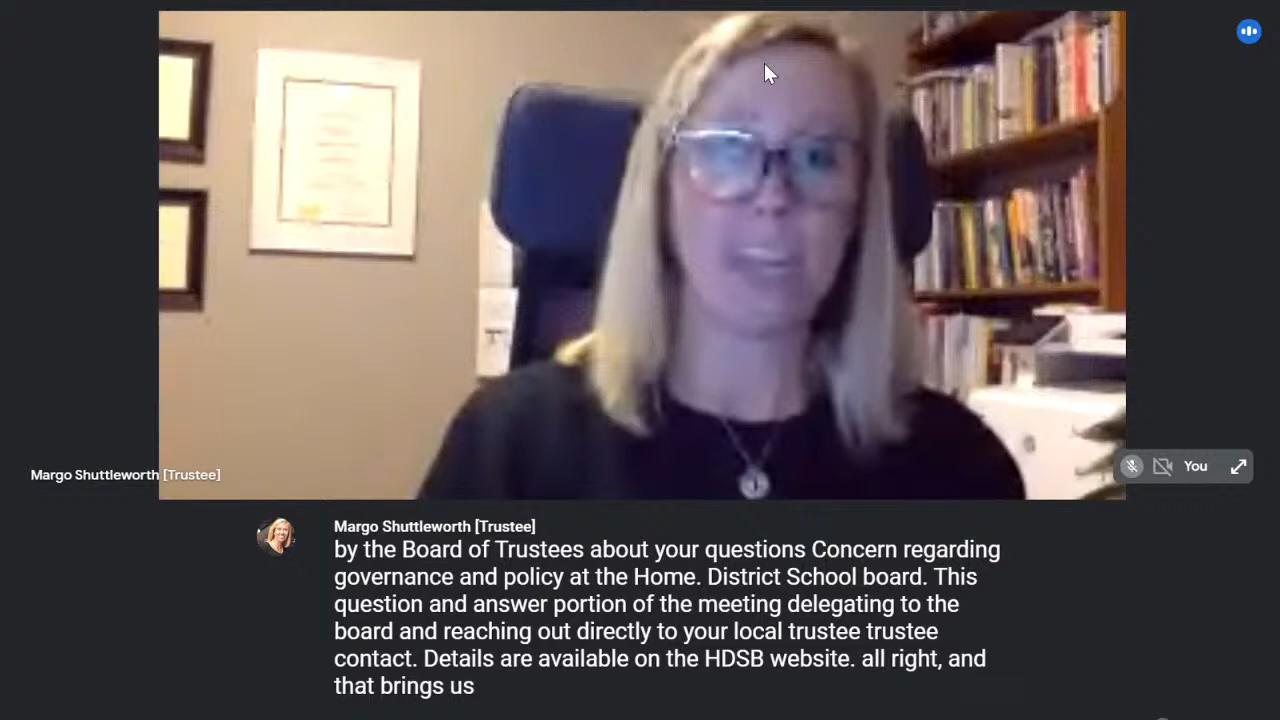 Margo Shuttleworth [Trustee]
You
Margo Shuttleworth [Trustee]
by the Board of Trustees about your questions Concern regarding
governance and policy at the Home. District School board. This
question and answer portion of the meeting delegating to the
board and reaching out directly to your local trustee trustee
contact. Details are available on the HDSB website. all right, and
that brings us